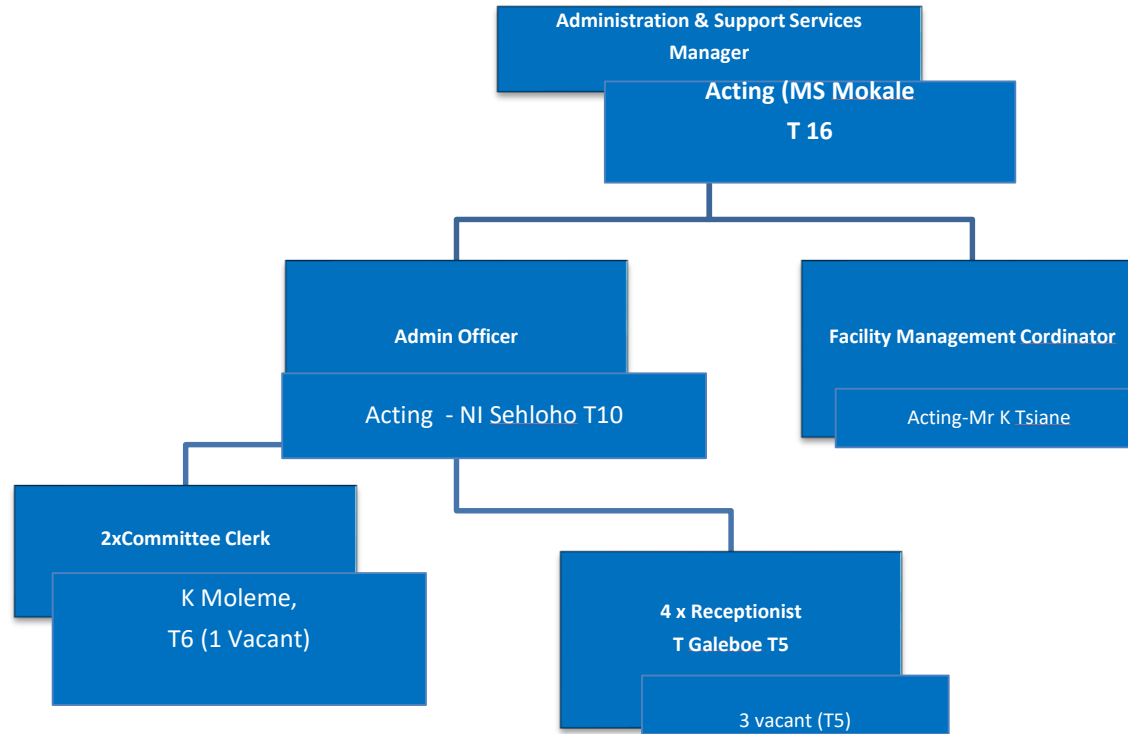 Administration & Support Services
Manager
Acting (MS Mokale
T 16
Admin Officer
Acting  - NI Sehloho T10
Facility Management Cordinator
Acting-Mr K Tsiane
2xCommittee Clerk
K Moleme,
T6 (1 Vacant)
4 x Receptionist
T Galeboe T5
3 vacant (T5)